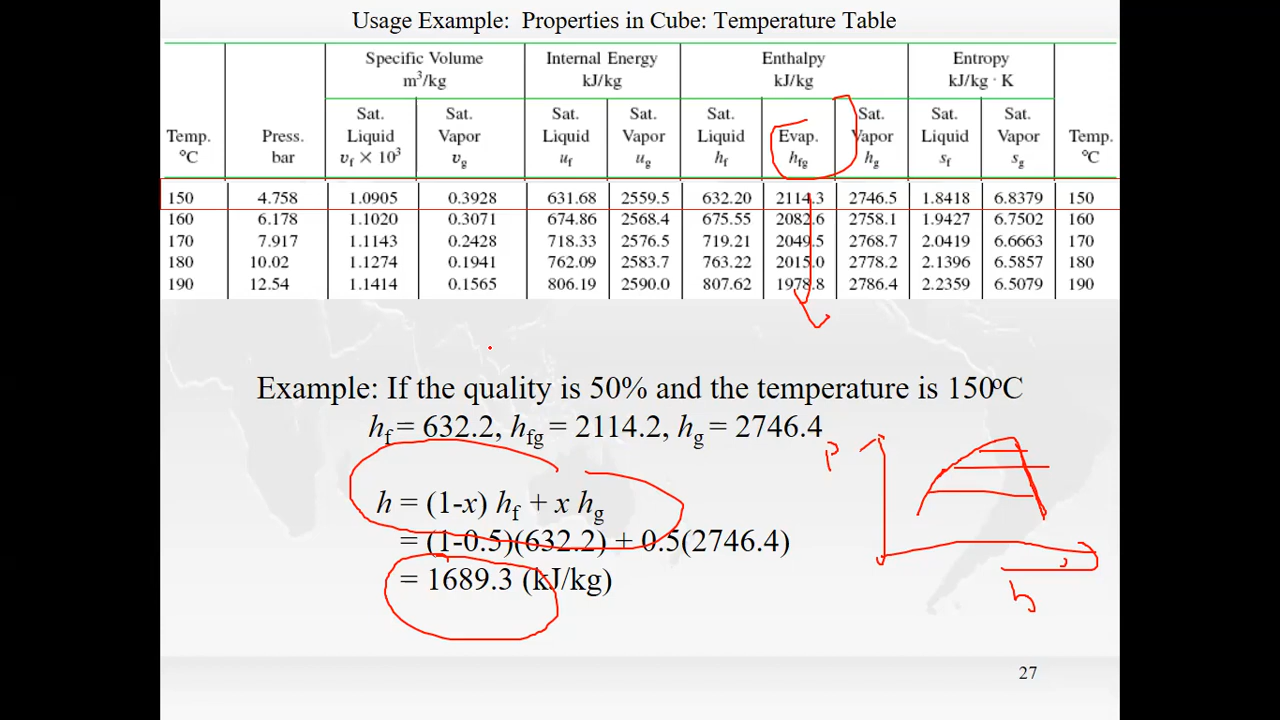 Usage Example: Properties in Cube: Temperature Table
Specific Volume Internal Energy Enthalpy Entropy
m³/kg kJ/kg kJ/kg kJ/kg · K
Sat. Sat. Sat. Sat. Sat. Sat. Sat. Sat.
Temp. Press. Liquid Vapor Liquid Vapor Liquid Evap. Vapor Liquid Vapor Temp.
°C bar vf × 10³ vg uf ug hf hfg hg sf sg °C
150 4.758 1.0905 0.3928 631.68 2559.5 632.20 2114.3 2746.5 1.8418 6.8379 150
160 6.178 1.1020 0.3071 674.86 2568.4 675.55 2082.6 2758.1 1.9427 6.7502 160
170 7.917 1.1143 0.2428 718.33 2576.5 719.21 2049.5 2768.7 2.0419 6.6663 170
180 10.02 1.1274 0.1941 762.09 2583.7 763.22 2015.0 2778.2 2.1396 6.5857 180
190 12.54 1.1414 0.1565 806.19 2590.0 807.62 1978.8 2786.4 2.2359 6.5079 190
Example: If the quality is 50% and the temperature is 150°C
hf = 632.2, hfg = 2114.2, hg = 2746.4
P
h = (1-x) hf + x hg
= (1-0.5)(632.2) + 0.5(2746.4)
= 1689.3 (kJ/kg)
h
27